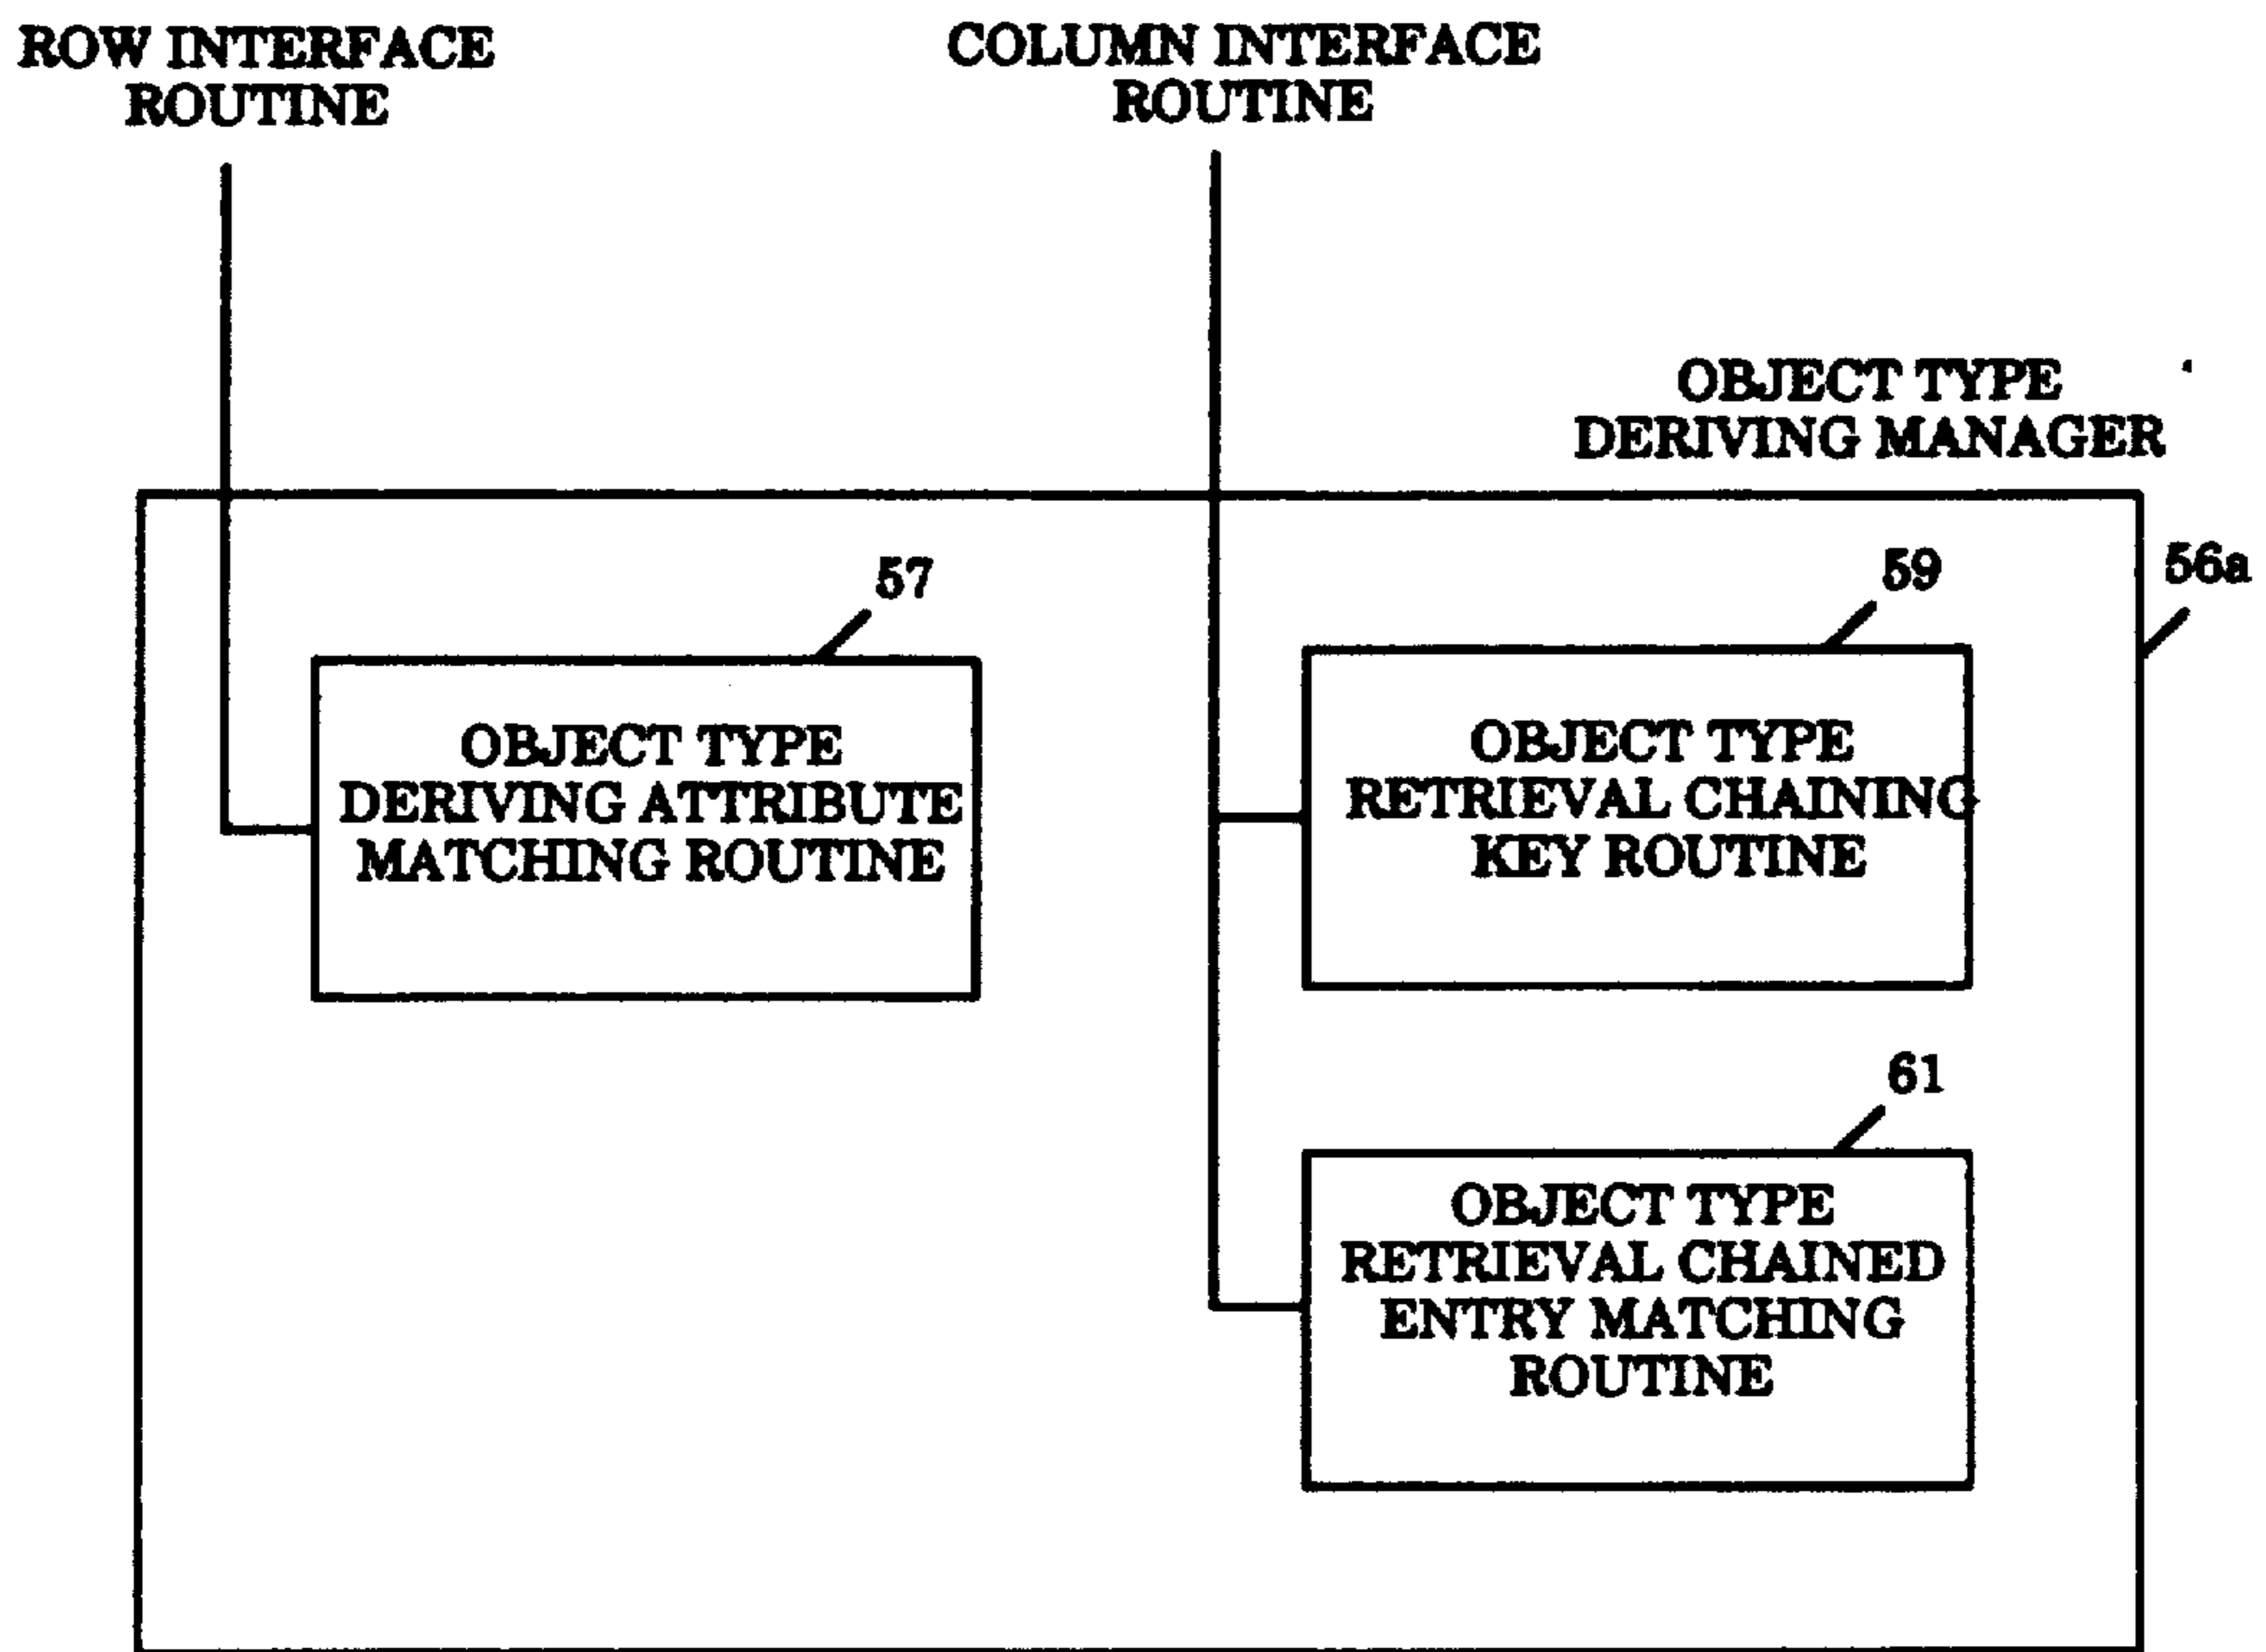 ROW INTERFACE
ROUTINE
COLUMN INTERFACE
ROUTINE
OBJECT TYPE
DERIVING MANAGER
56a
57
OBJECT TYPE
DERIVING ATTRIBUTE
MATCHING ROUTINE
59
OBJECT TYPE
RETRIEVAL CHAINING
KEY ROUTINE
61
OBJECT TYPE
RETRIEVAL CHAINED
ENTRY MATCHING
ROUTINE